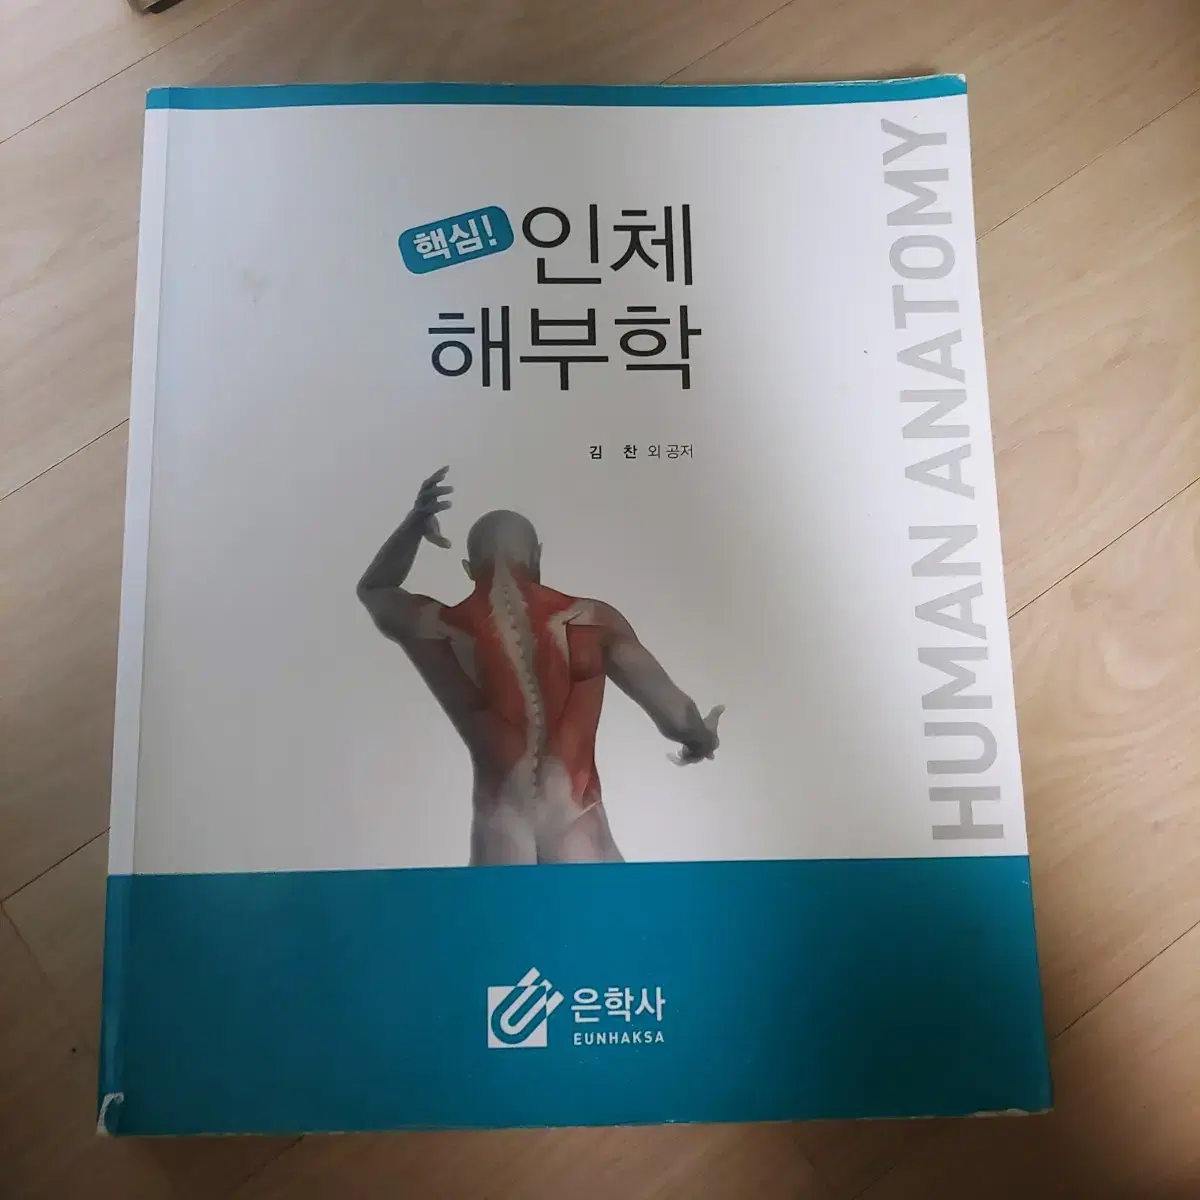 핵심! 인체
해부학
김 찬 외 공저
HUMAN ANATOMY
은학사
EUNHAKSA